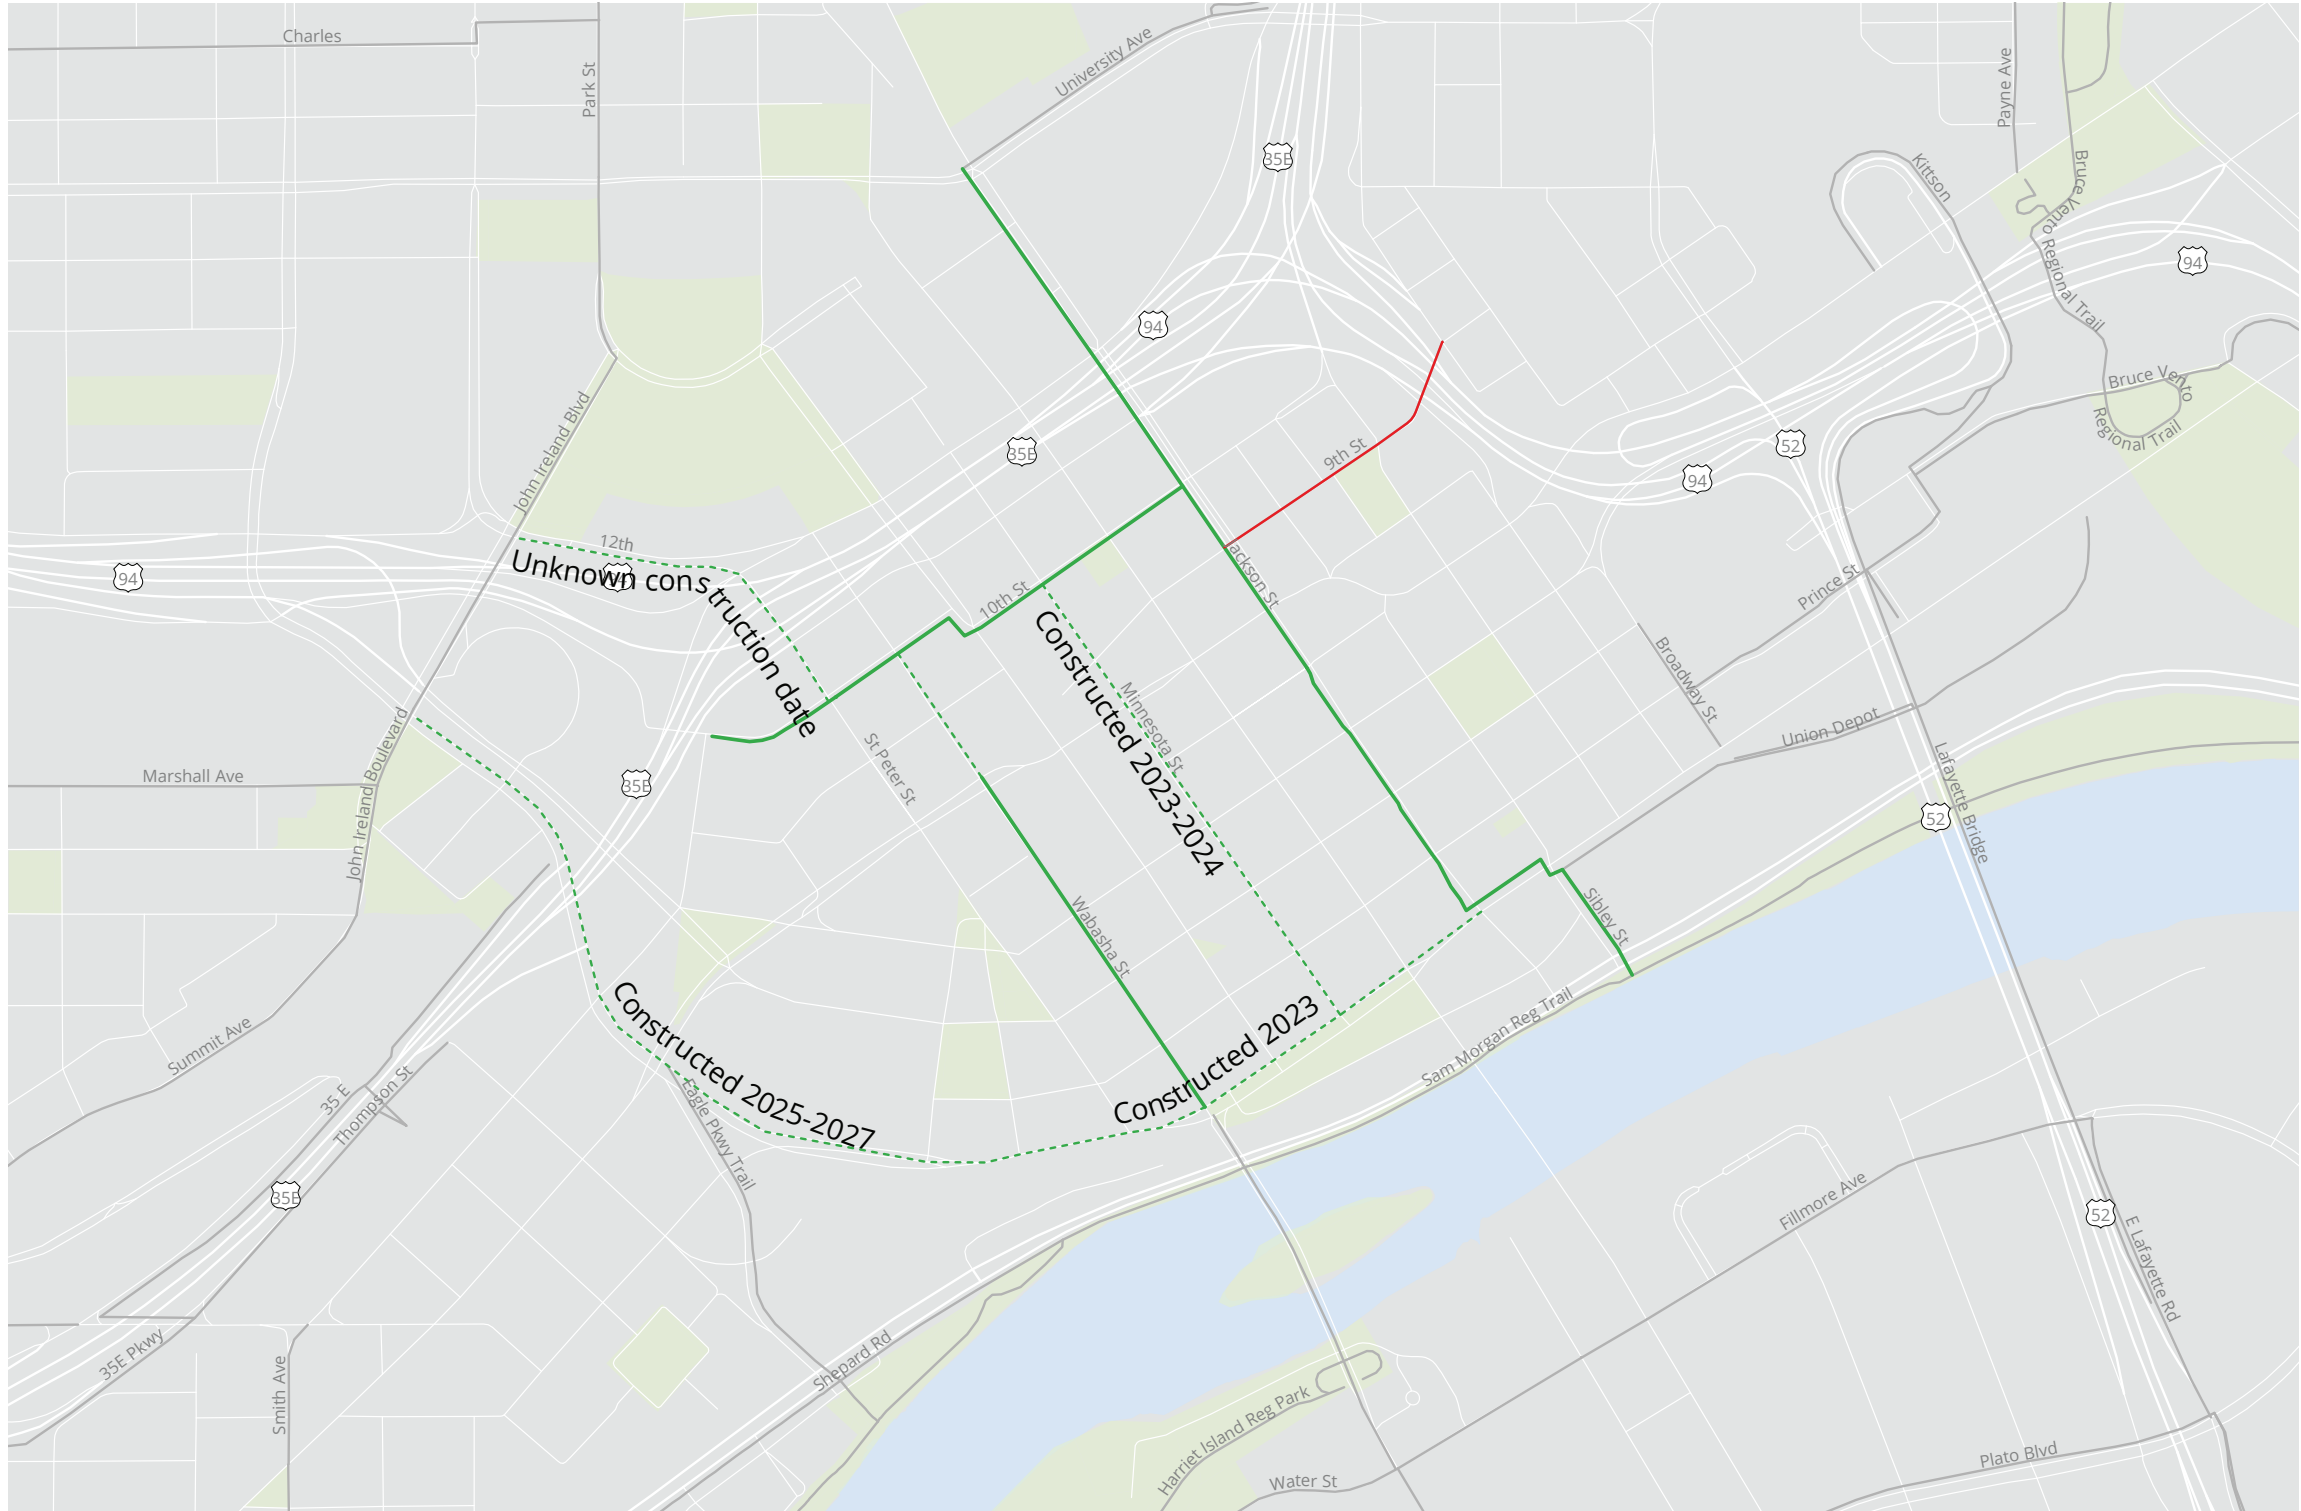 Charles
Park St
University Ave
Payne Ave
Bruce Vento Regional Trail
Kittson
35E
94
94
John Ireland Blvd
35E
9th St
52
94
Bruce Vento
Regional Trail
12th
94
Unknown construction date
10th St
Jackson St
Prince St
Broadway St
Constructed 2023-2024
Minnesota St
St Peter St
Union Depot
Marshall Ave
John Ireland Boulevard
35E
Lafayette Bridge
52
Wabasha St
Sibley St
Constructed 2025-2027
Constructed 2023
Sam Morgan Reg Trail
Summit Ave
35 E
Thompson St
Eagle Pkwy Trail
35E
Fillmore Ave
52
E Lafayette Rd
35E Pkwy
Smith Ave
Shepard Rd
Harriet Island Reg Park
Water St
Plato Blvd